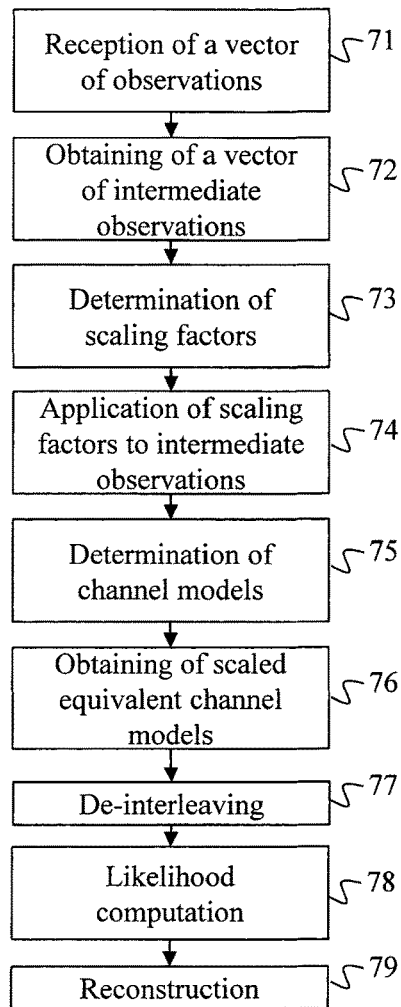 Reception of a vector
of observations
71
Obtaining of a vector
of intermediate
observations
72
Determination of
scaling factors
73
Application of scaling
factors to intermediate
observations
74
Determination of
channel models
75
Obtaining of scaled
equivalent channel
models
76
De-interleaving
77
Likelihood
computation
78
Reconstruction
79